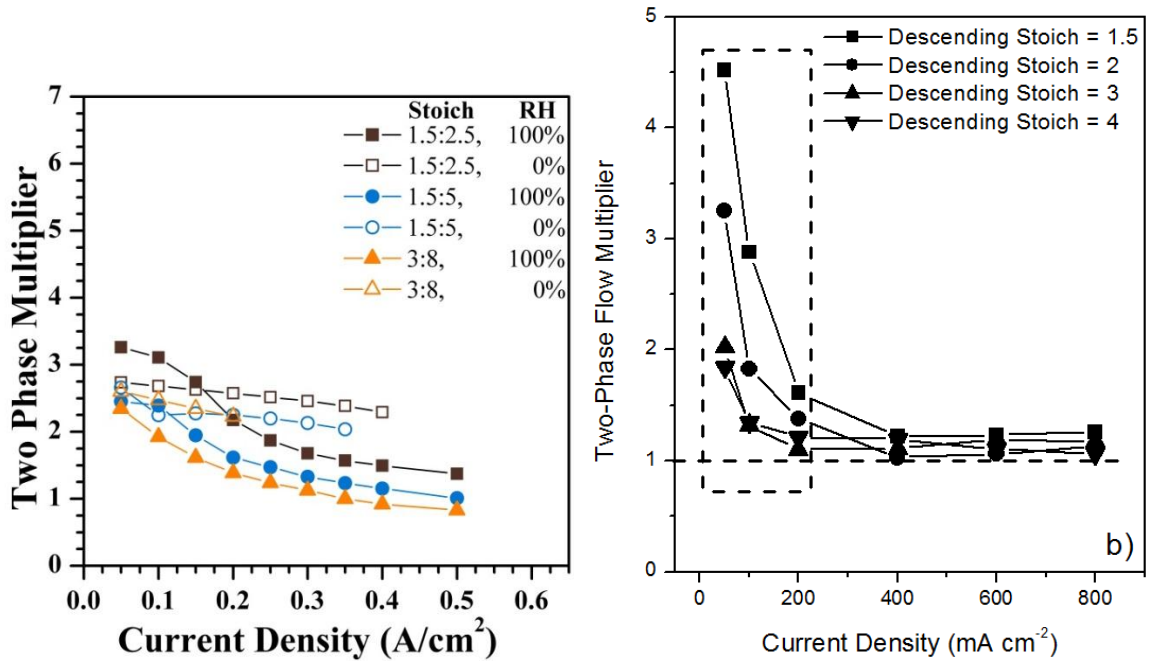 Two Phase Multiplier
7
6
5
4
3
2
1
0
Stoich RH
1.5:2.5, 100%
1.5:2.5, 0%
1.5:5, 100%
1.5:5, 0%
3:8, 100%
3:8, 0%
0.0 0.1 0.2 0.3 0.4 0.5 0.6
Current Density (A/cm²)
Two-Phase Flow Multiplier
5
4
3
2
1
0
Descending Stoich = 1.5
Descending Stoich = 2
Descending Stoich = 3
Descending Stoich = 4
b)
0 200 400 600 800
Current Density (mA cm⁻²)